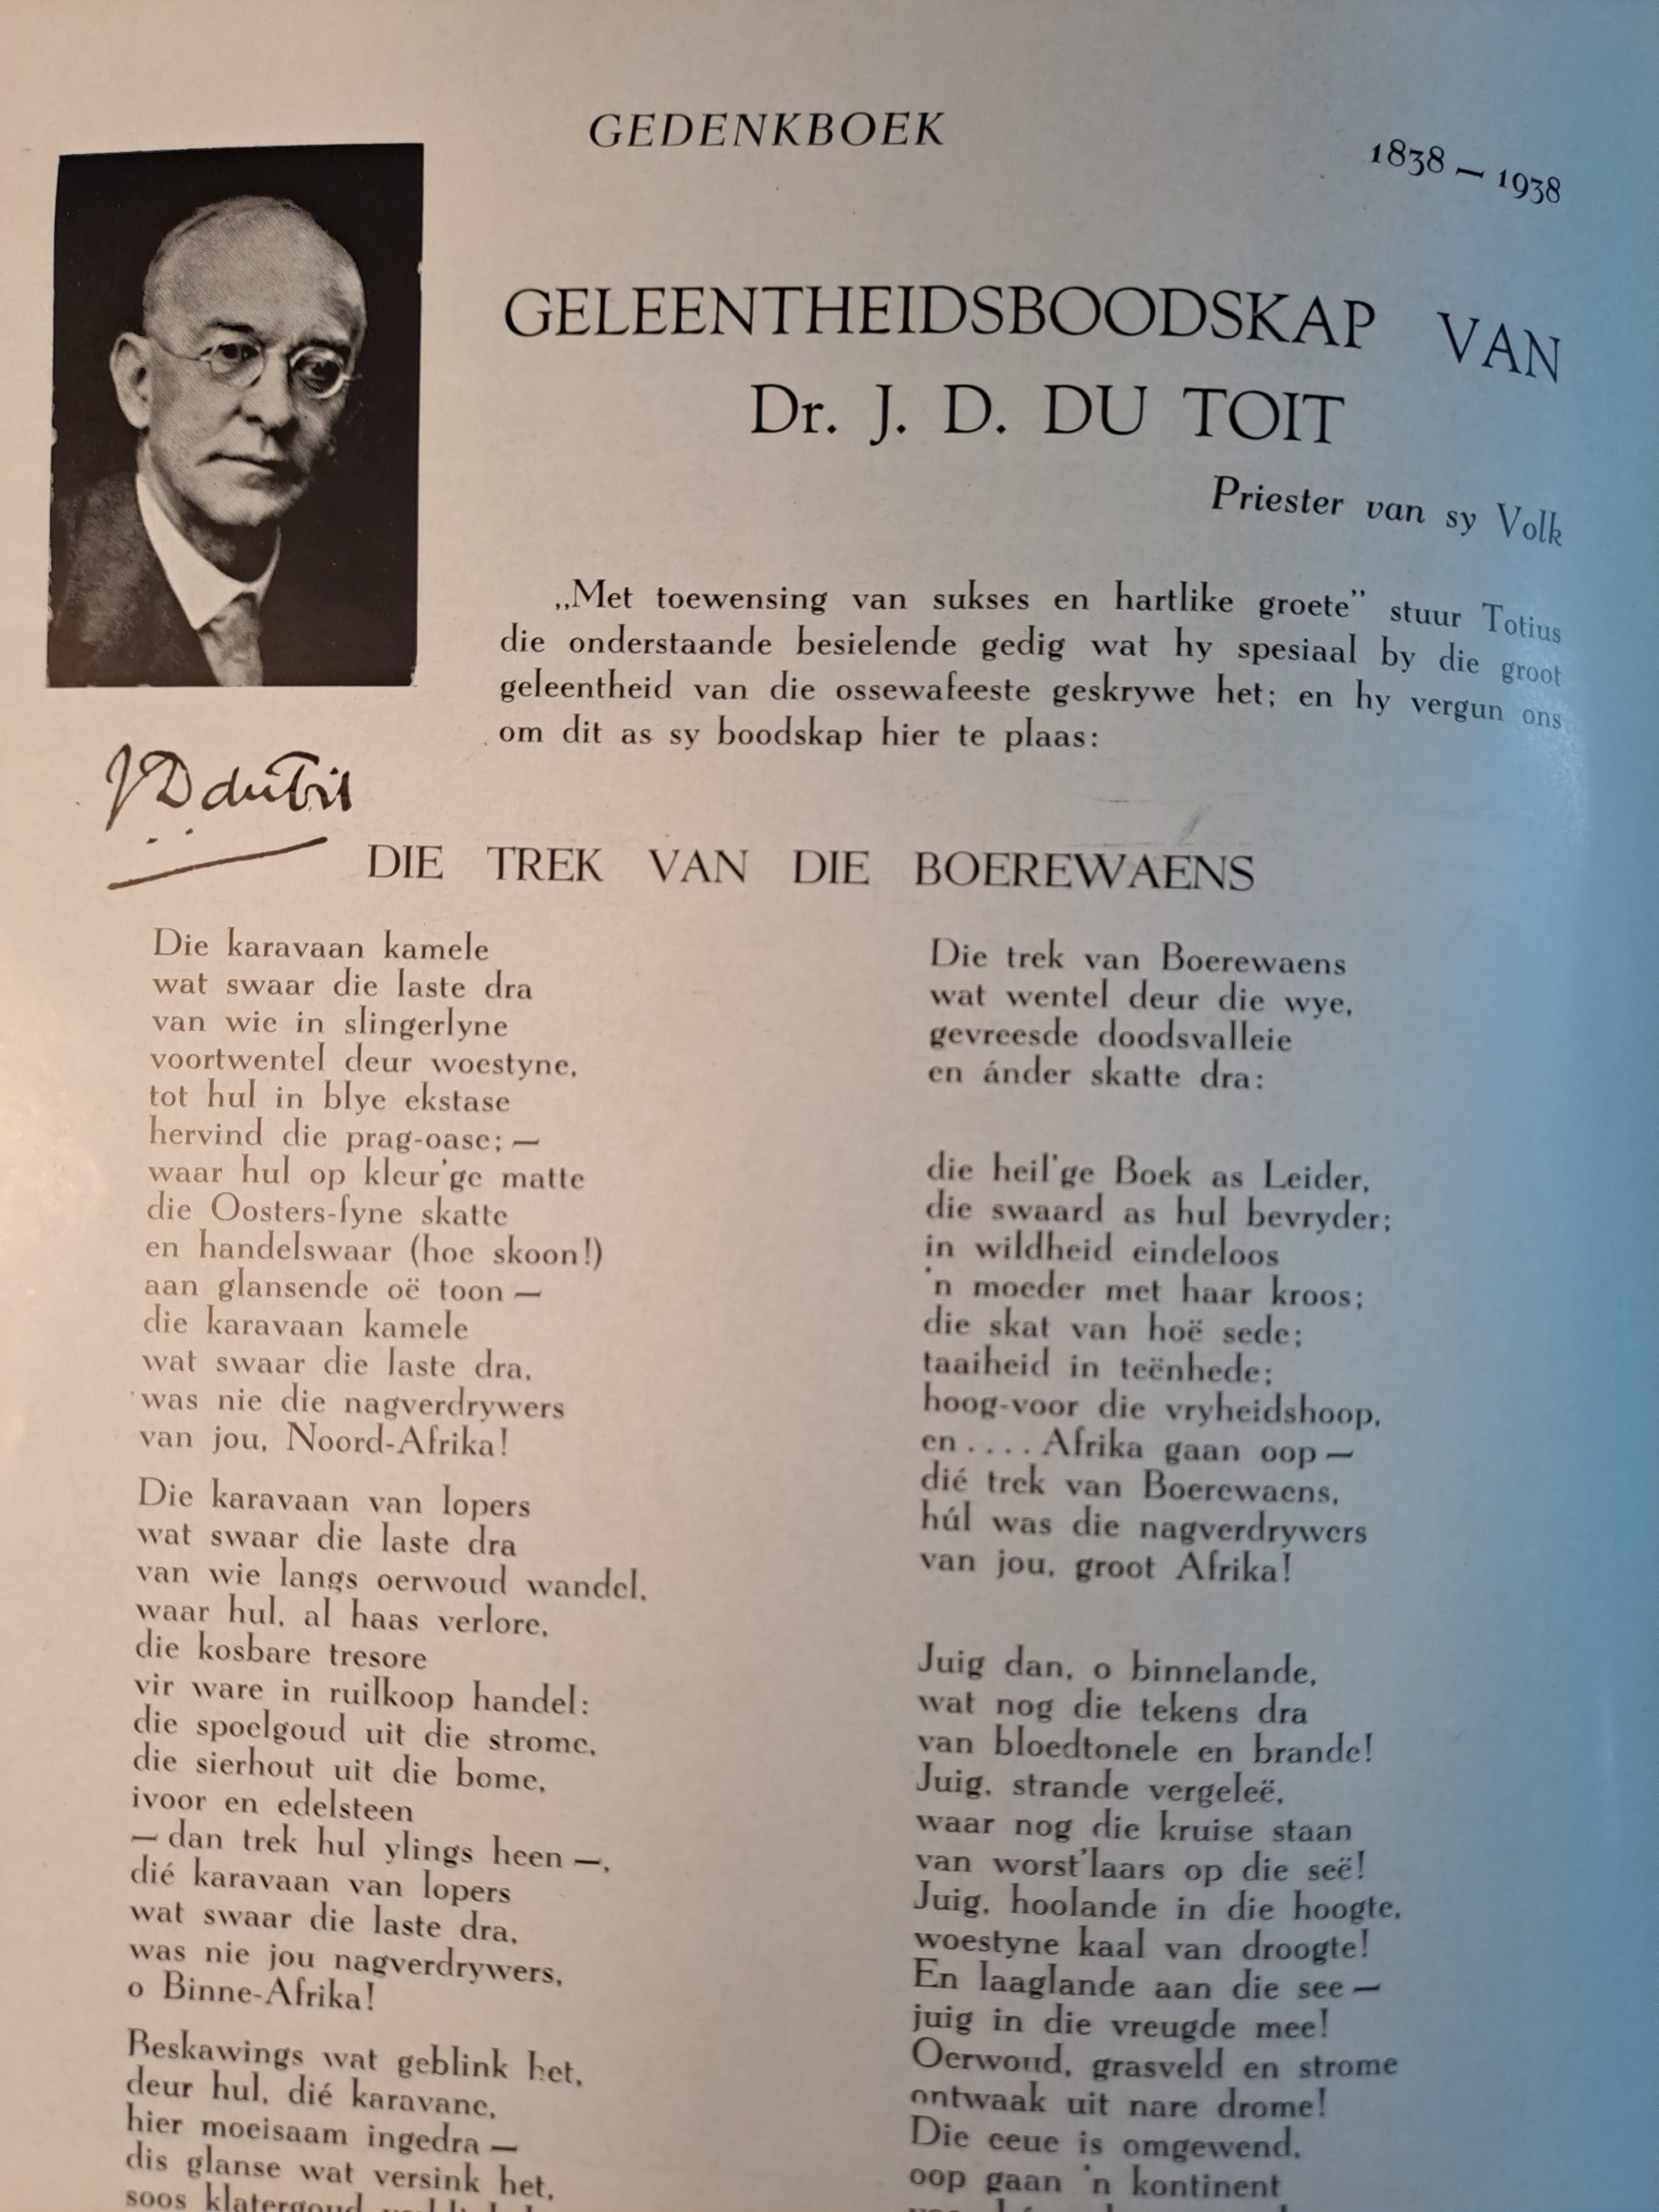 GEDENKBOEK
1838 — 1938
GELEENTHEIDSBOODSKAP VAN
Dr. J. D. DU TOIT
Priester van sy Volk
„Met toewensing van sukses en hartlike groete” stuur Totius
die onderstaande besielende gedig wat hy spesiaal by die groot
geleentheid van die ossewafeeste geskrywe het; en hy vergun ons
om dit as sy boodskap hier te plaas:
J D du Toit
DIE TREK VAN DIE BOEREWAENS
Die karavaan kamele
wat swaar die laste dra
van wie in slingerlyne
voortwentel deur woestyne,
tot hul in blye ekstase
hervind die prag-oase; —
waar hul op kleur'ge matte
die Oosters-fyne skatte
en handelswaar (hoe skoon!)
aan glansende oë toon —
die karavaan kamele
wat swaar die laste dra,
was nie die nagverdrywers
van jou, Noord-Afrika!
Die karavaan van lopers
wat swaar die laste dra
van wie langs oerwoud wandel,
waar hul, al haas verlore,
die kosbare tresore
vir ware in ruilkoop handel:
die spoelgoud uit die strome,
die sierhout uit die bome,
ivoor en edelsteen
— dan trek hul ylings heen —,
dié karavaan van lopers
wat swaar die laste dra,
was nie jou nagverdrywers,
o Binne-Afrika!
Beskawings wat geblink het,
deur hul, dié karavane,
hier moeisaam ingedra —
dis glanse wat versink het,
soos klatergoud
Die trek van Boerewaens
wat wentel deur die wye,
gevreesde doodsvalleie
en ánder skatte dra:
die heil'ge Boek as Leider,
die swaard as hul bevryder;
in wildheid eindeloos
'n moeder met haar kroos;
die skat van hoë sede;
taaiheid in teënhede;
hoog-voor die vryheidshoop,
en .... Afrika gaan oop —
dié trek van Boerewaens,
húl was die nagverdrywers
van jou, groot Afrika!
Juig dan, o binnelande,
wat nog die tekens dra
van bloedtonele en brande!
Juig, strande vergeleë,
waar nog die kruise staan
van worst'laars op die seë!
Juig, hoolande in die hoogte,
woestyne kaal van droogte!
En laaglande aan die see —
juig in die vreugde mee!
Oerwoud, grasveld en strome
ontwaak uit nare drome!
Die eeue is omgewend,
oop gaan 'n kontinent